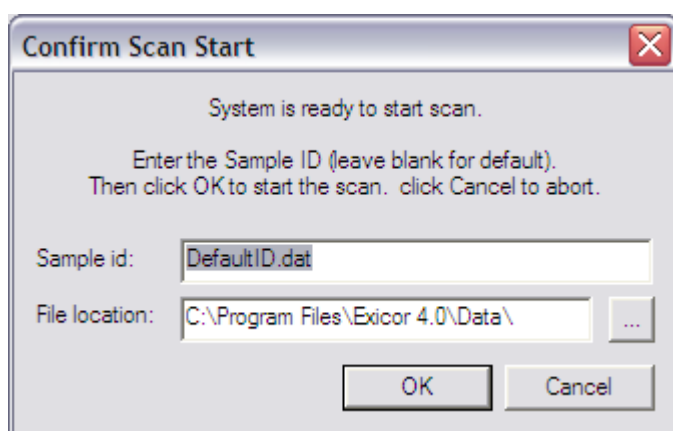 Confirm Scan Start
System is ready to start scan.
Enter the Sample ID (leave blank for default).
Then click OK to start the scan.  click Cancel to abort.
Sample id: DefaultID.dat
File location: C:\Program Files\Exicor 4.0\Data\ ...
OK Cancel